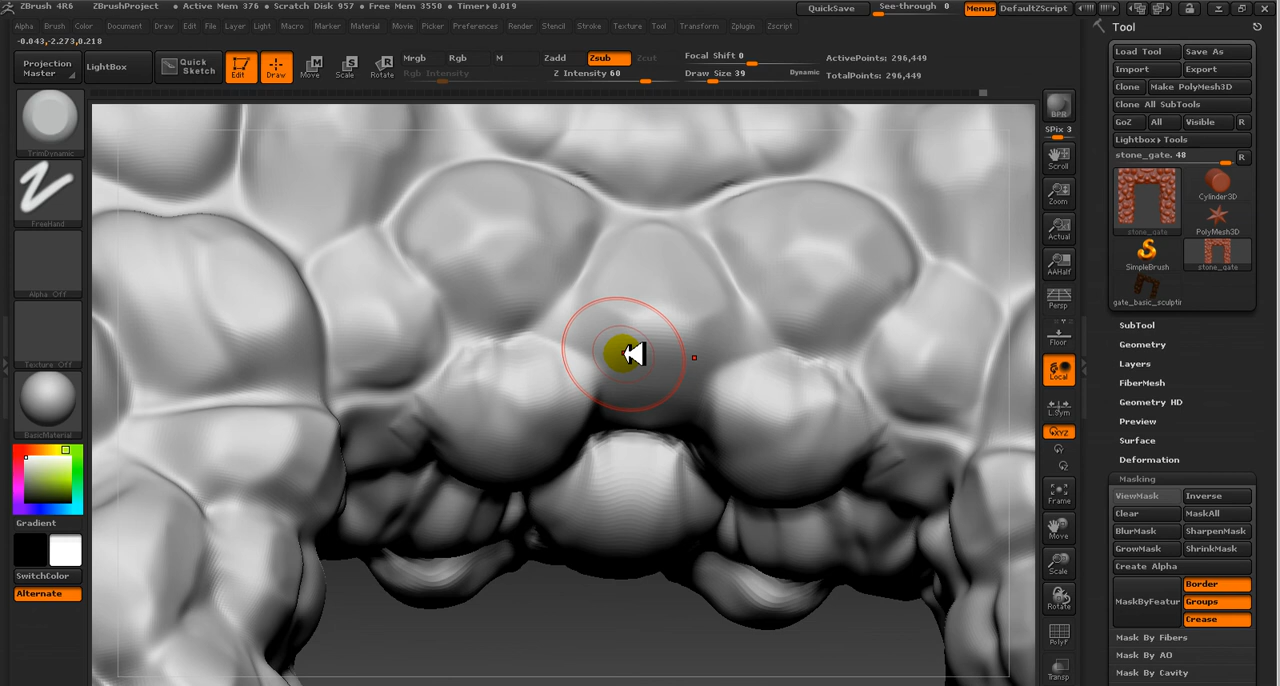 ZBrush 4R6 ZBrushProject • Active Mem 376 • Scratch Disk 957 • Free Mem 3550 • Timer▸0.019 QuickSave See-through 0 Menus DefaultZScript
Alpha Brush Color Document Draw Edit File Layer Light Macro Marker Material Movie Picker Preferences Render Stencil Stroke Texture Tool Transform Zplugin Zscript
-0.043,-2.273,0.218
Projection Master
LightBox
Quick Sketch
Edit
Draw
Move
Scale
Rotate
Mrgb Rgb M Zadd Zsub Zcut
Rgb Intensity Z Intensity 60
Focal Shift 0
Draw Size 39 Dynamic
ActivePoints: 296,449
TotalPoints: 296,449
TrimDynamic
FreeHand
Alpha Off
Texture Off
BasicMaterial
Gradient
SwitchColor
Alternate
BPR
SPix 3
Scroll
Zoom
Actual
AAHalf
Persp
Floor
Local
L.Sym
XYZ
Frame
Move
Scale
Rotate
PolyF
Transp
Tool
Load Tool Save As
Import Export
Clone Make PolyMesh3D
Clone All SubTools
GoZ All Visible R
Lightbox▸Tools
stone_gate. 48 R
stone_gate
Cylinder3D
PolyMesh3D
SimpleBrush
stone_gate
gate_basic_sculptin
SubTool
Geometry
Layers
FiberMesh
Geometry HD
Preview
Surface
Deformation
Masking
ViewMask Inverse
Clear MaskAll
BlurMask SharpenMask
GrowMask ShrinkMask
Create Alpha
MaskByFeatur
Border
Groups
Crease
Mask By Fibers
Mask By AO
Mask By Cavity